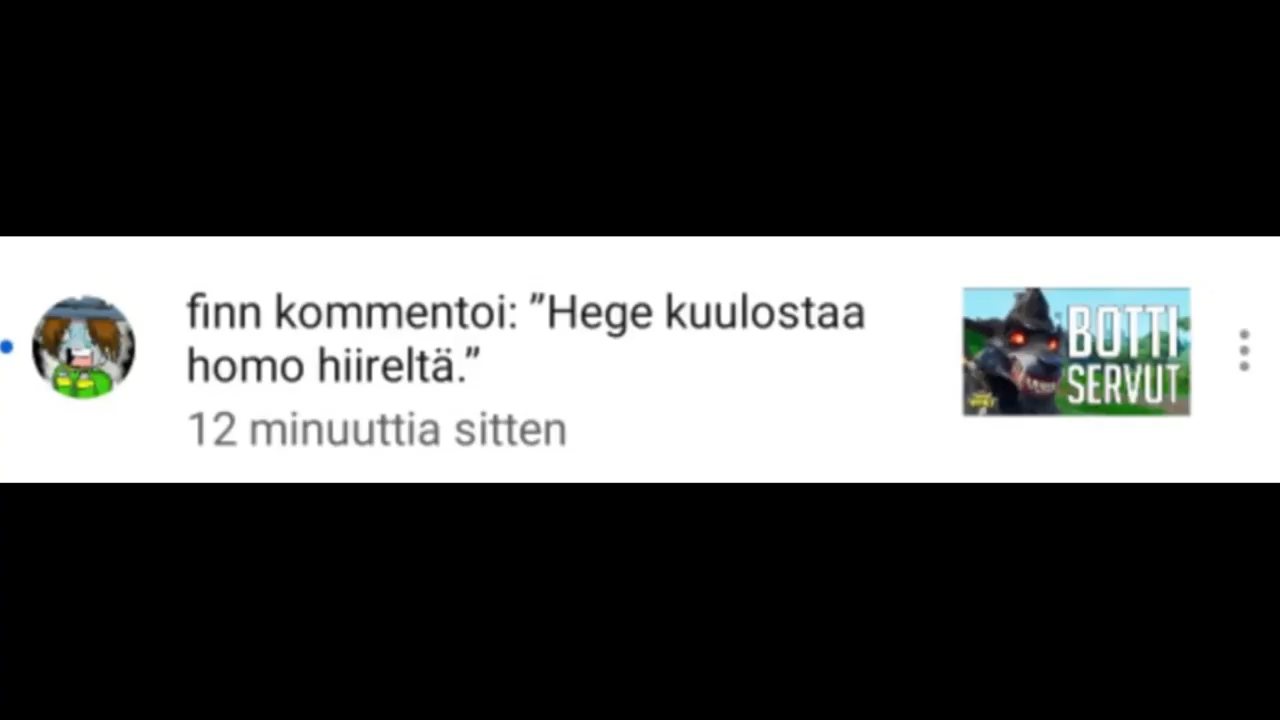 finn kommentoi: ”Hege kuulostaa
homo hiireltä.”
12 minuuttia sitten
BOTTI
SERVUT